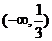 (-∞, 1/3)